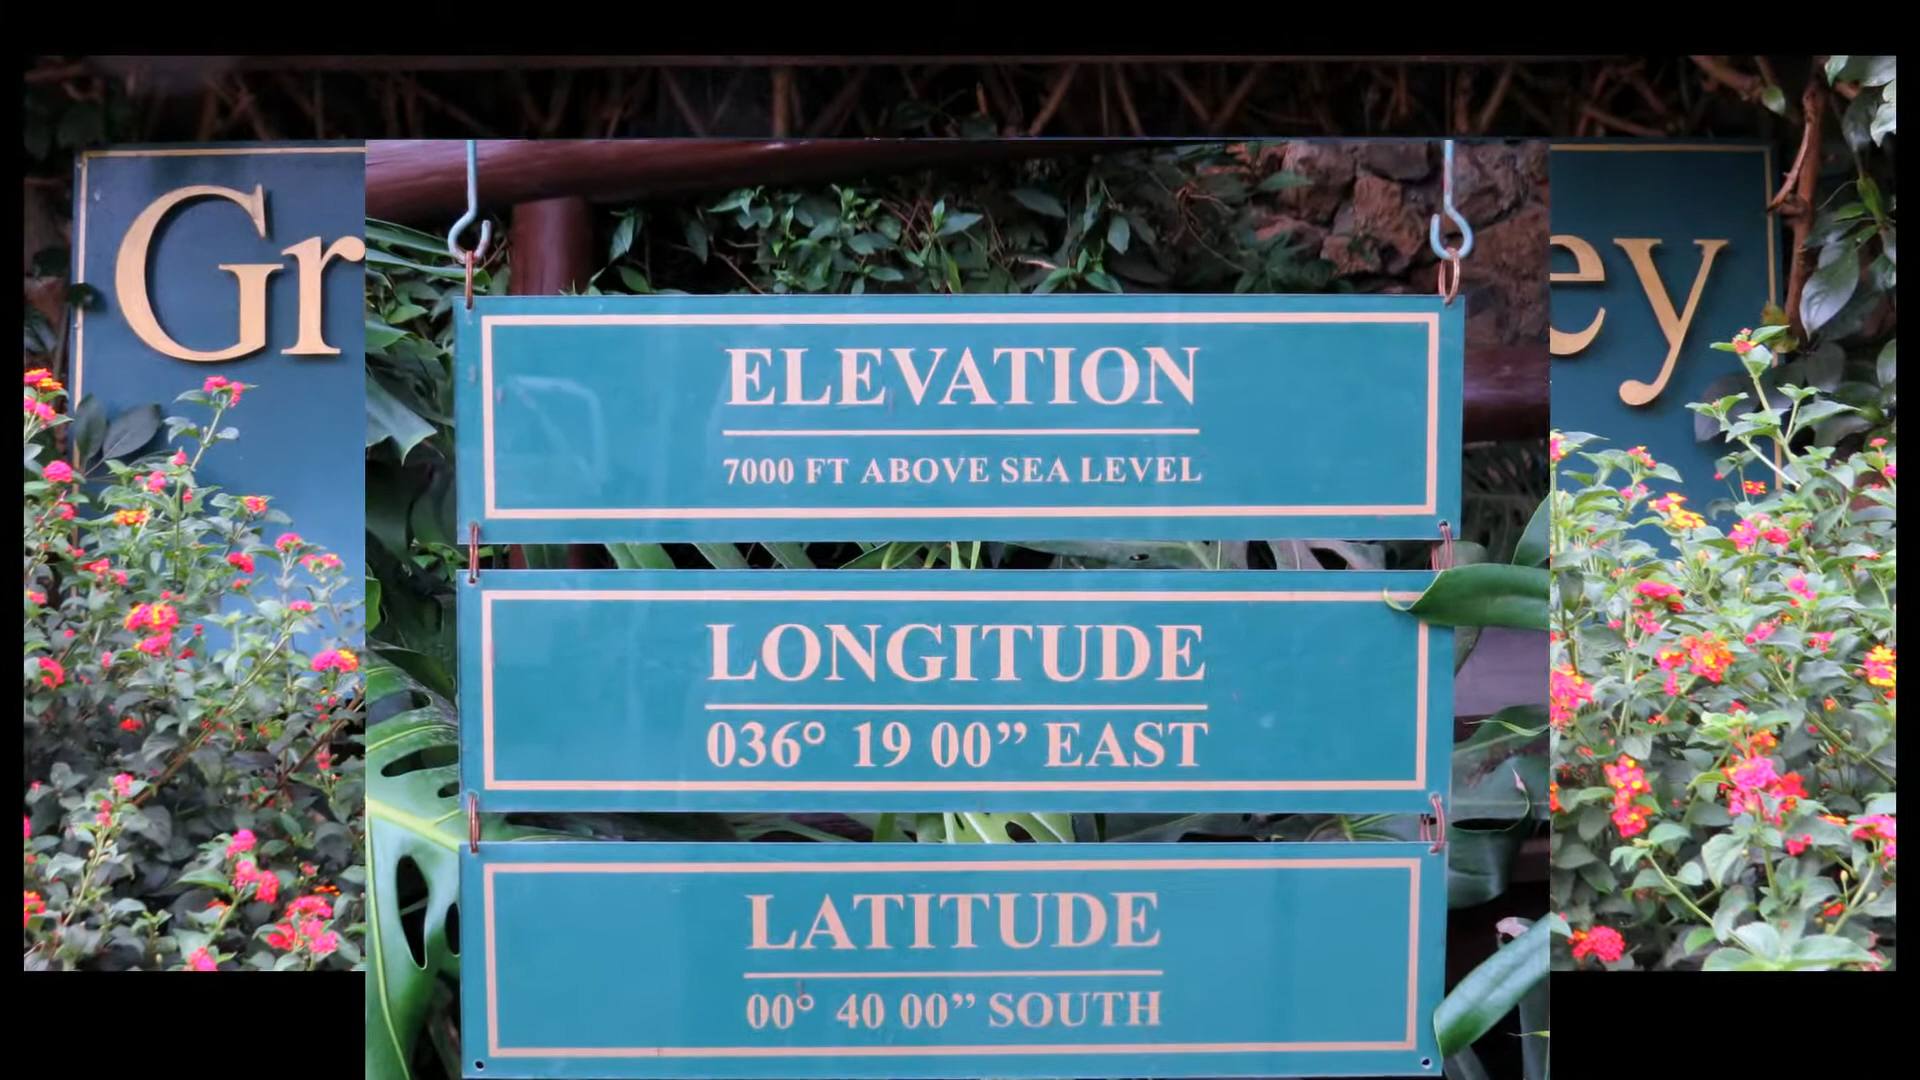 Gr
ey
ELEVATION
7000 FT ABOVE SEA LEVEL
LONGITUDE
036° 19 00” EAST
LATITUDE
00° 40 00” SOUTH